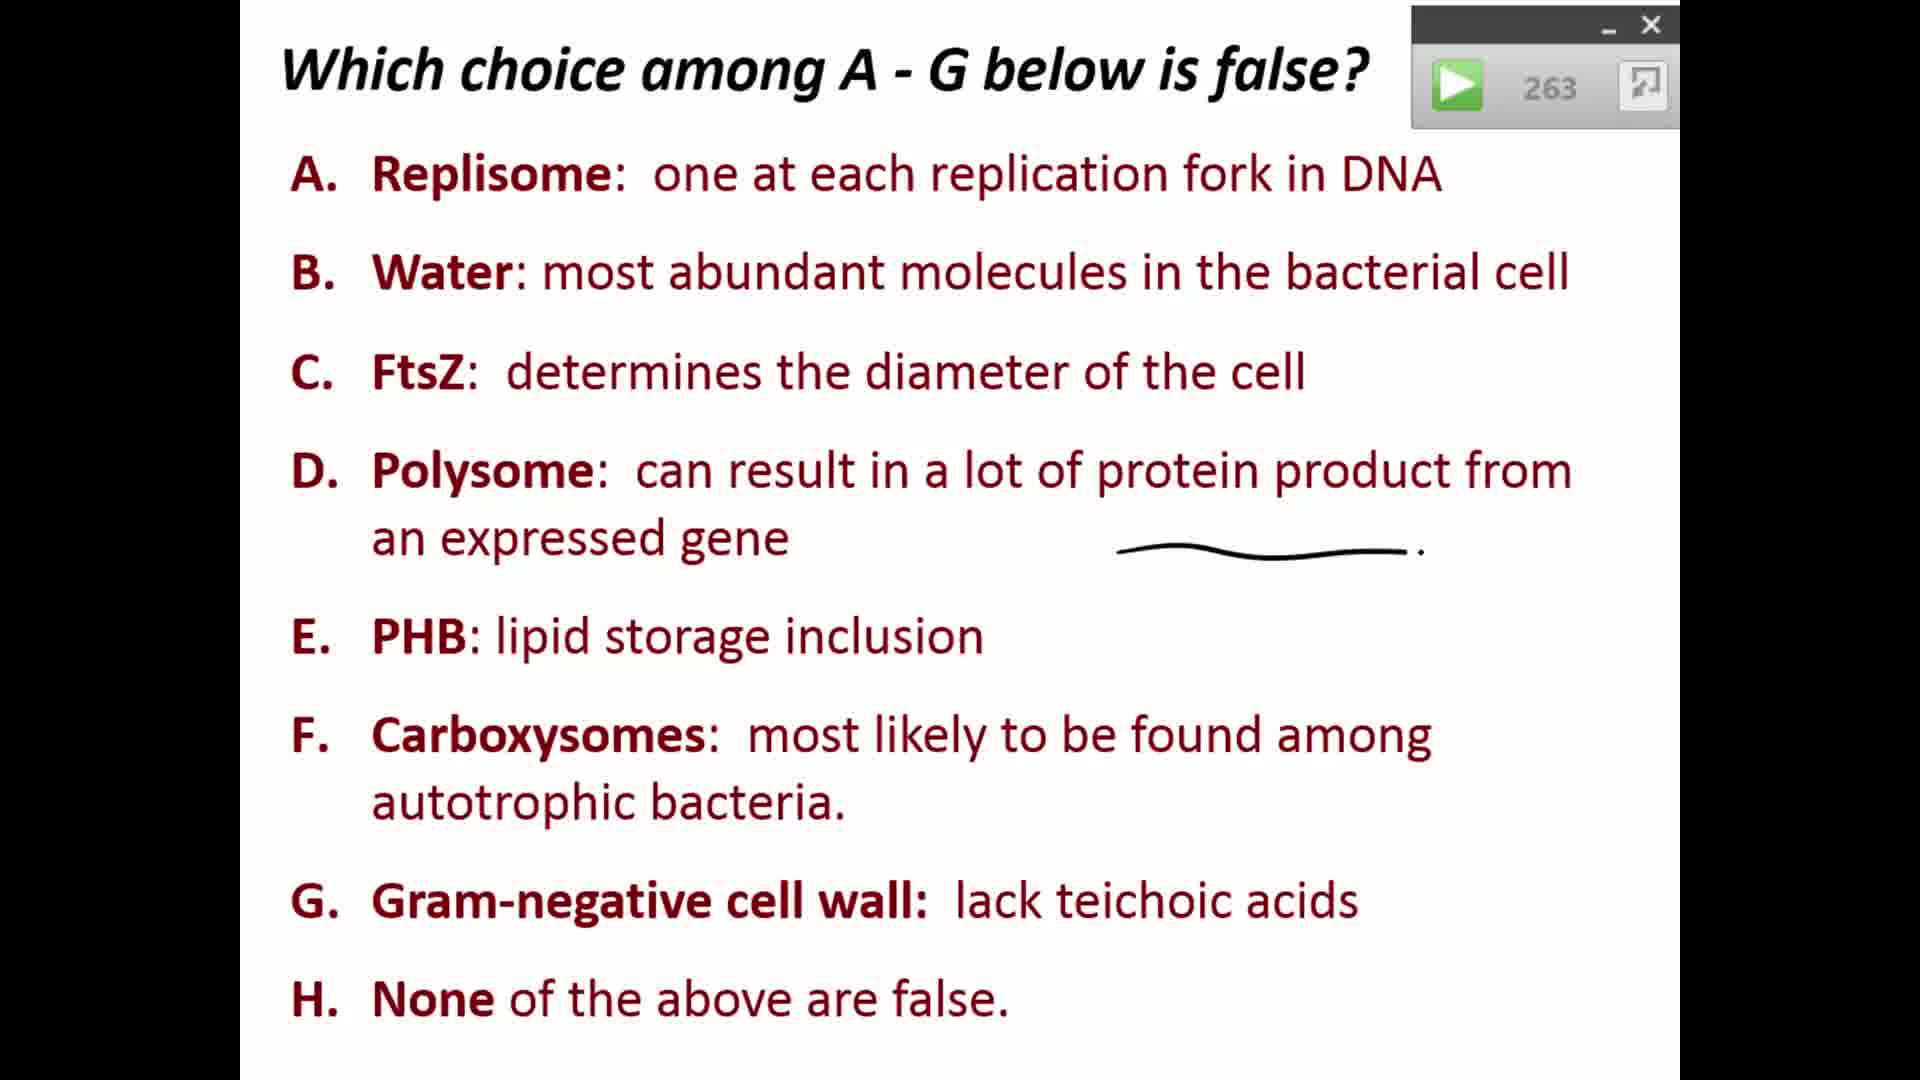 Which choice among A - G below is false?
263
A. Replisome: one at each replication fork in DNA
B. Water: most abundant molecules in the bacterial cell
C. FtsZ: determines the diameter of the cell
D. Polysome: can result in a lot of protein product from
an expressed gene
E. PHB: lipid storage inclusion
F. Carboxysomes: most likely to be found among
autotrophic bacteria.
G. Gram-negative cell wall: lack teichoic acids
H. None of the above are false.